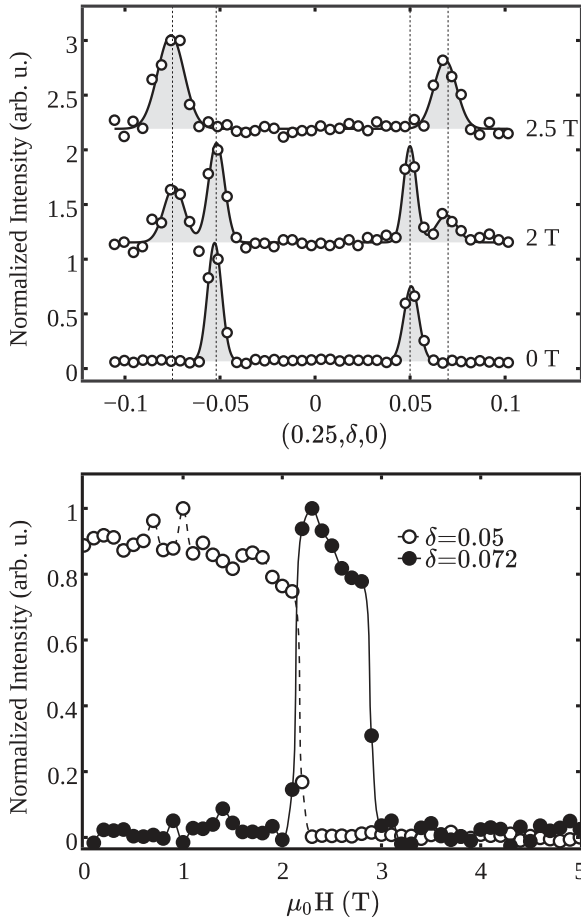 Normalized Intensity (arb. u.)
3
2.5
2
1.5
1
0.5
0
2.5 T
2 T
0 T
−0.1
−0.05
0
0.05
0.1
(0.25,δ,0)
Normalized Intensity (arb. u.)
1
0.8
0.6
0.4
0.2
0
δ=0.05
δ=0.072
0
1
2
3
4
5
μ₀H (T)